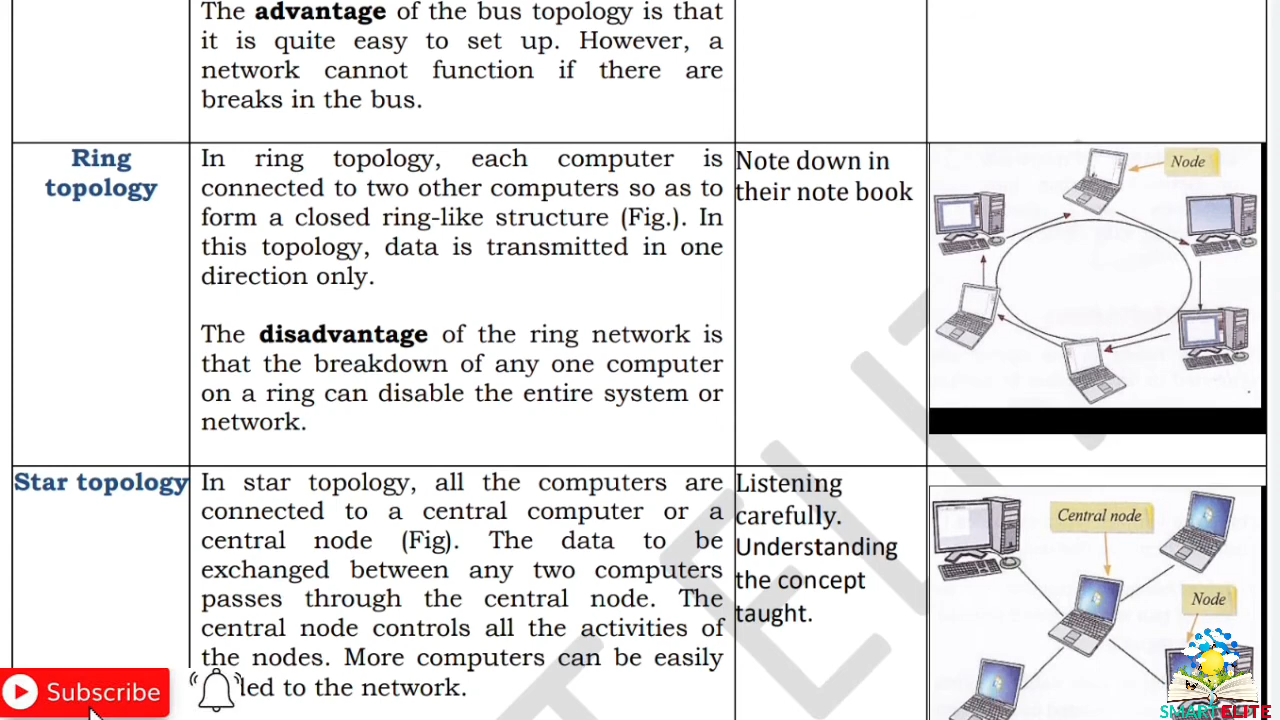 The advantage of the bus topology is that
it is quite easy to set up. However, a
network cannot function if there are
breaks in the bus.
Ring
topology
In ring topology, each computer is
connected to two other computers so as to
form a closed ring-like structure (Fig.). In
this topology, data is transmitted in one
direction only.
The disadvantage of the ring network is
that the breakdown of any one computer
on a ring can disable the entire system or
network.
Note down in
their note book
Node
Star topology
In star topology, all the computers are
connected to a central computer or a
central node (Fig). The data to be
exchanged between any two computers
passes through the central node. The
central node controls all the activities of
the nodes. More computers can be easily
led to the network.
Listening
carefully.
Understanding
the concept
taught.
Central node
Node
Subscribe
SMART ELITE